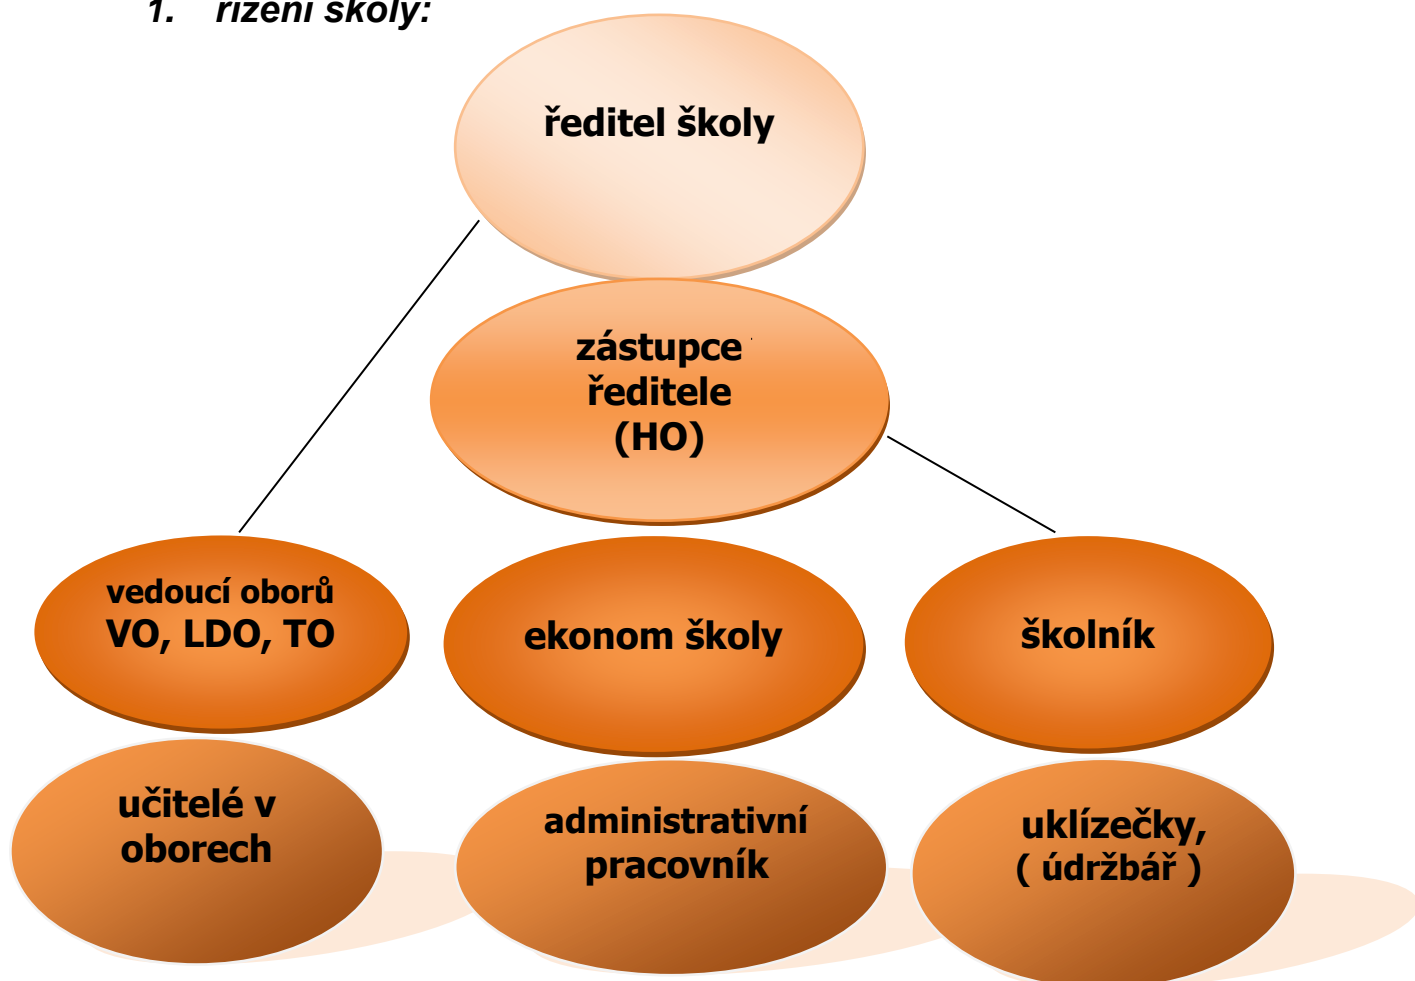 1. řízení školy:
ředitel školy
zástupce
ředitele
(HO)
vedoucí oborů
VO, LDO, TO
ekonom školy
školník
učitelé v
oborech
administrativní
pracovník
uklízečky,
( údržbář )